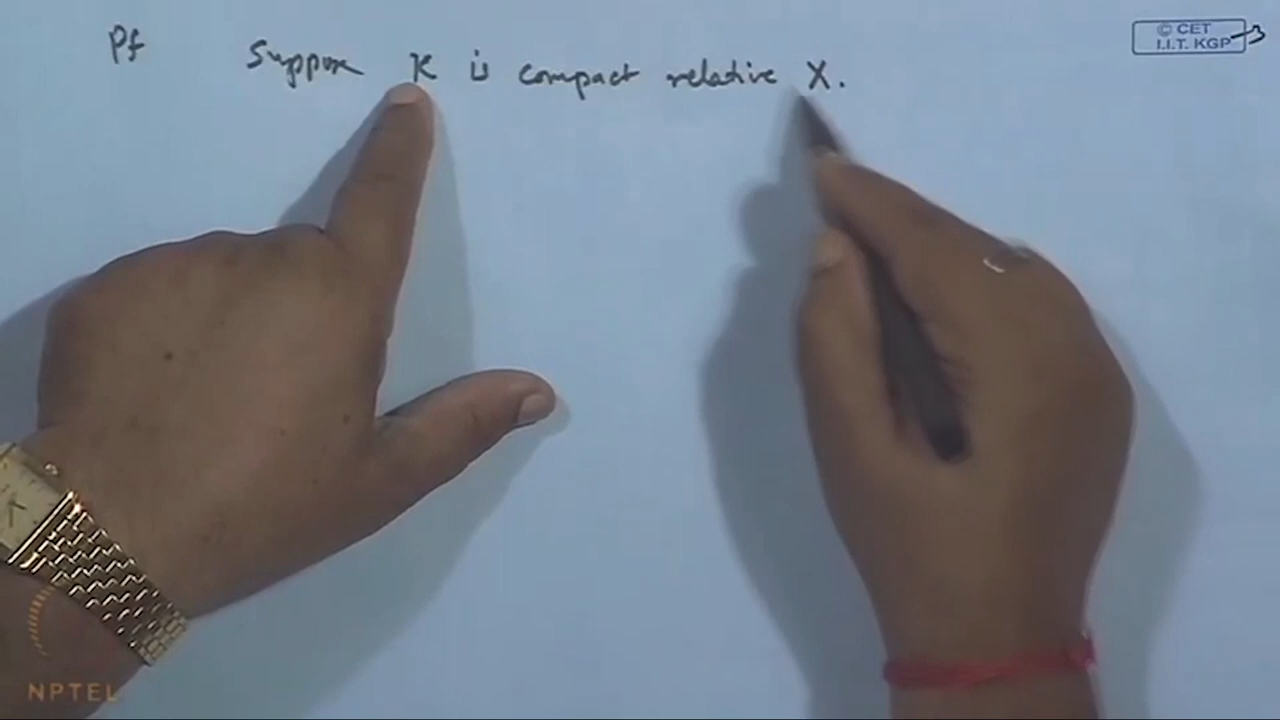 Pf Suppose K is compact relative X.
© CET
I.I.T. KGP
NPTEL